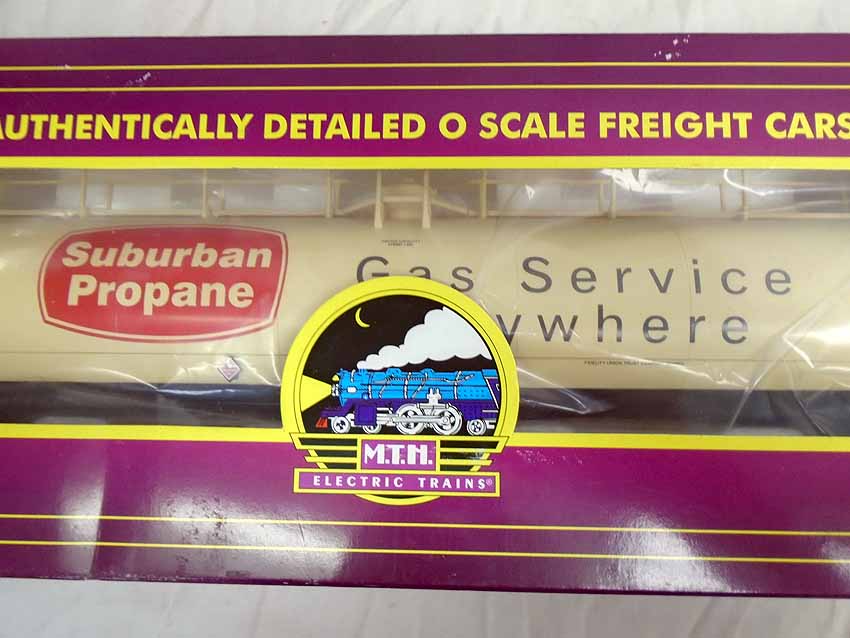 AUTHENTICALLY DETAILED O SCALE FREIGHT CARS
Suburban
Propane
Gas Service
ywhere
M.T.H.
ELECTRIC TRAINS®